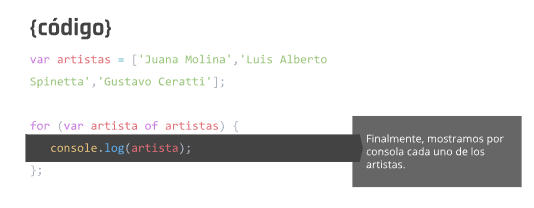 {código}
var artistas = ['Juana Molina','Luis Alberto
Spinetta','Gustavo Ceratti'];
for (var artista of artistas) {
console.log(artista);
};
Finalmente, mostramos por
consola cada uno de los
artistas.